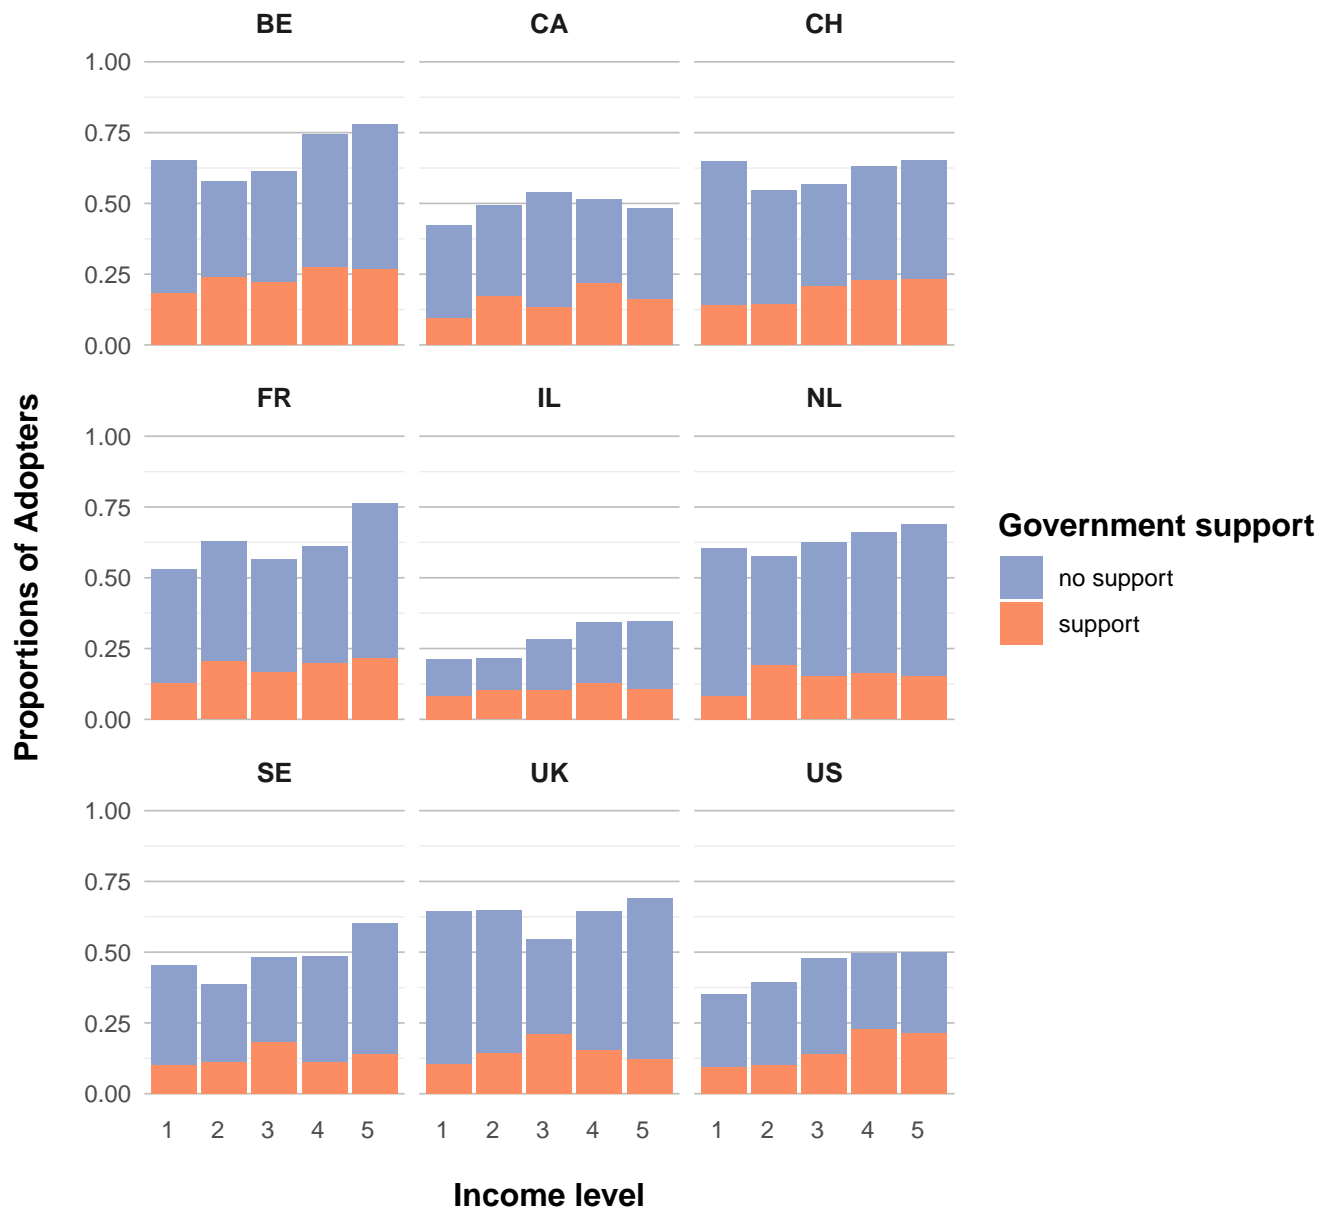 BE CA CH
1.00
0.75
0.50
0.25
0.00
FR IL NL
1.00
0.75
0.50
0.25
0.00
SE UK US
1.00
0.75
0.50
0.25
0.00
1 2 3 4 5 1 2 3 4 5 1 2 3 4 5
Income level
Proportions of Adopters
Government support
no support
support